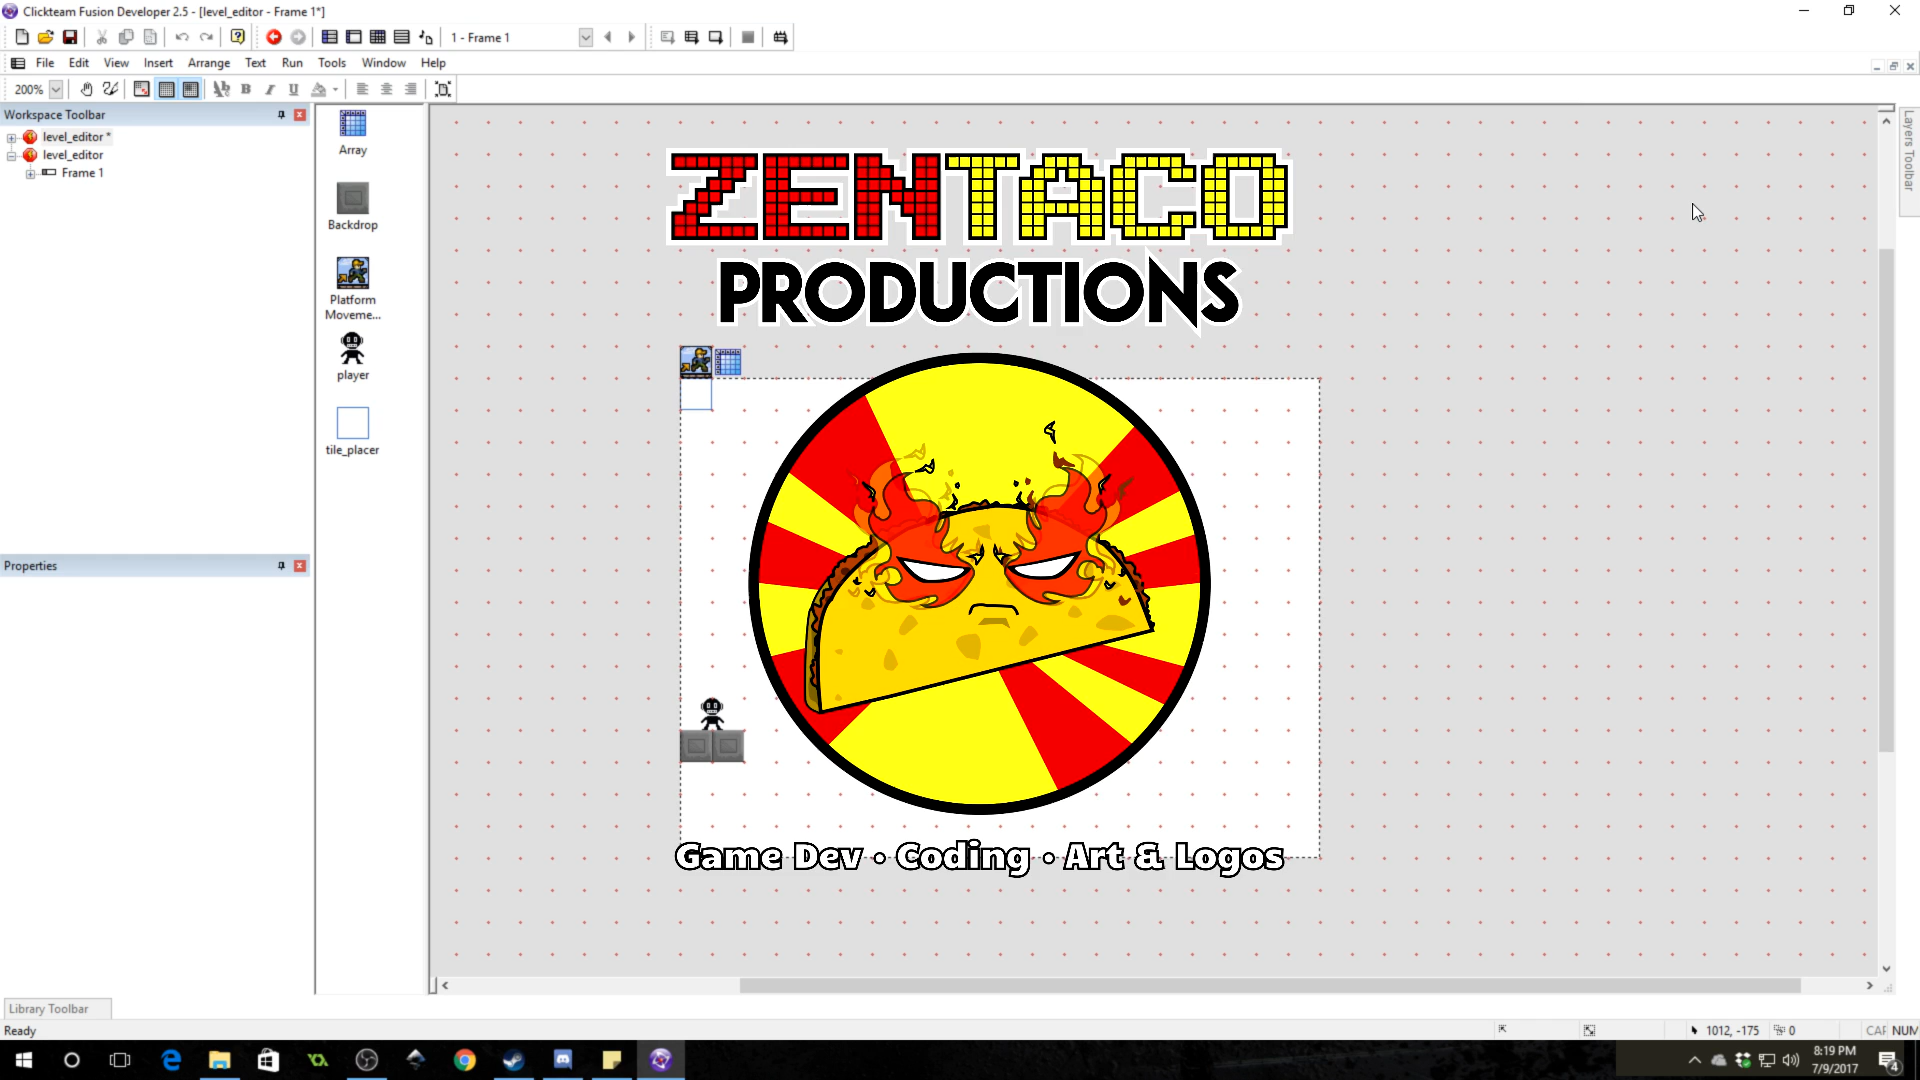 Clickteam Fusion Developer 2.5 - [level_editor - Frame 1*]
1 - Frame 1
File Edit View Insert Arrange Text Run Tools Window Help
200%
B I U
Workspace Toolbar
level_editor *
level_editor
Frame 1
Properties
Array
Backdrop
Platform
Moveme...
player
tile_placer
ZENTACO
PRODUCTIONS
Game Dev • Coding • Art & Logos
Layers Toolbar
Library Toolbar
Ready
1012, -175
0
CAP NUM
8:19 PM
7/9/2017
4